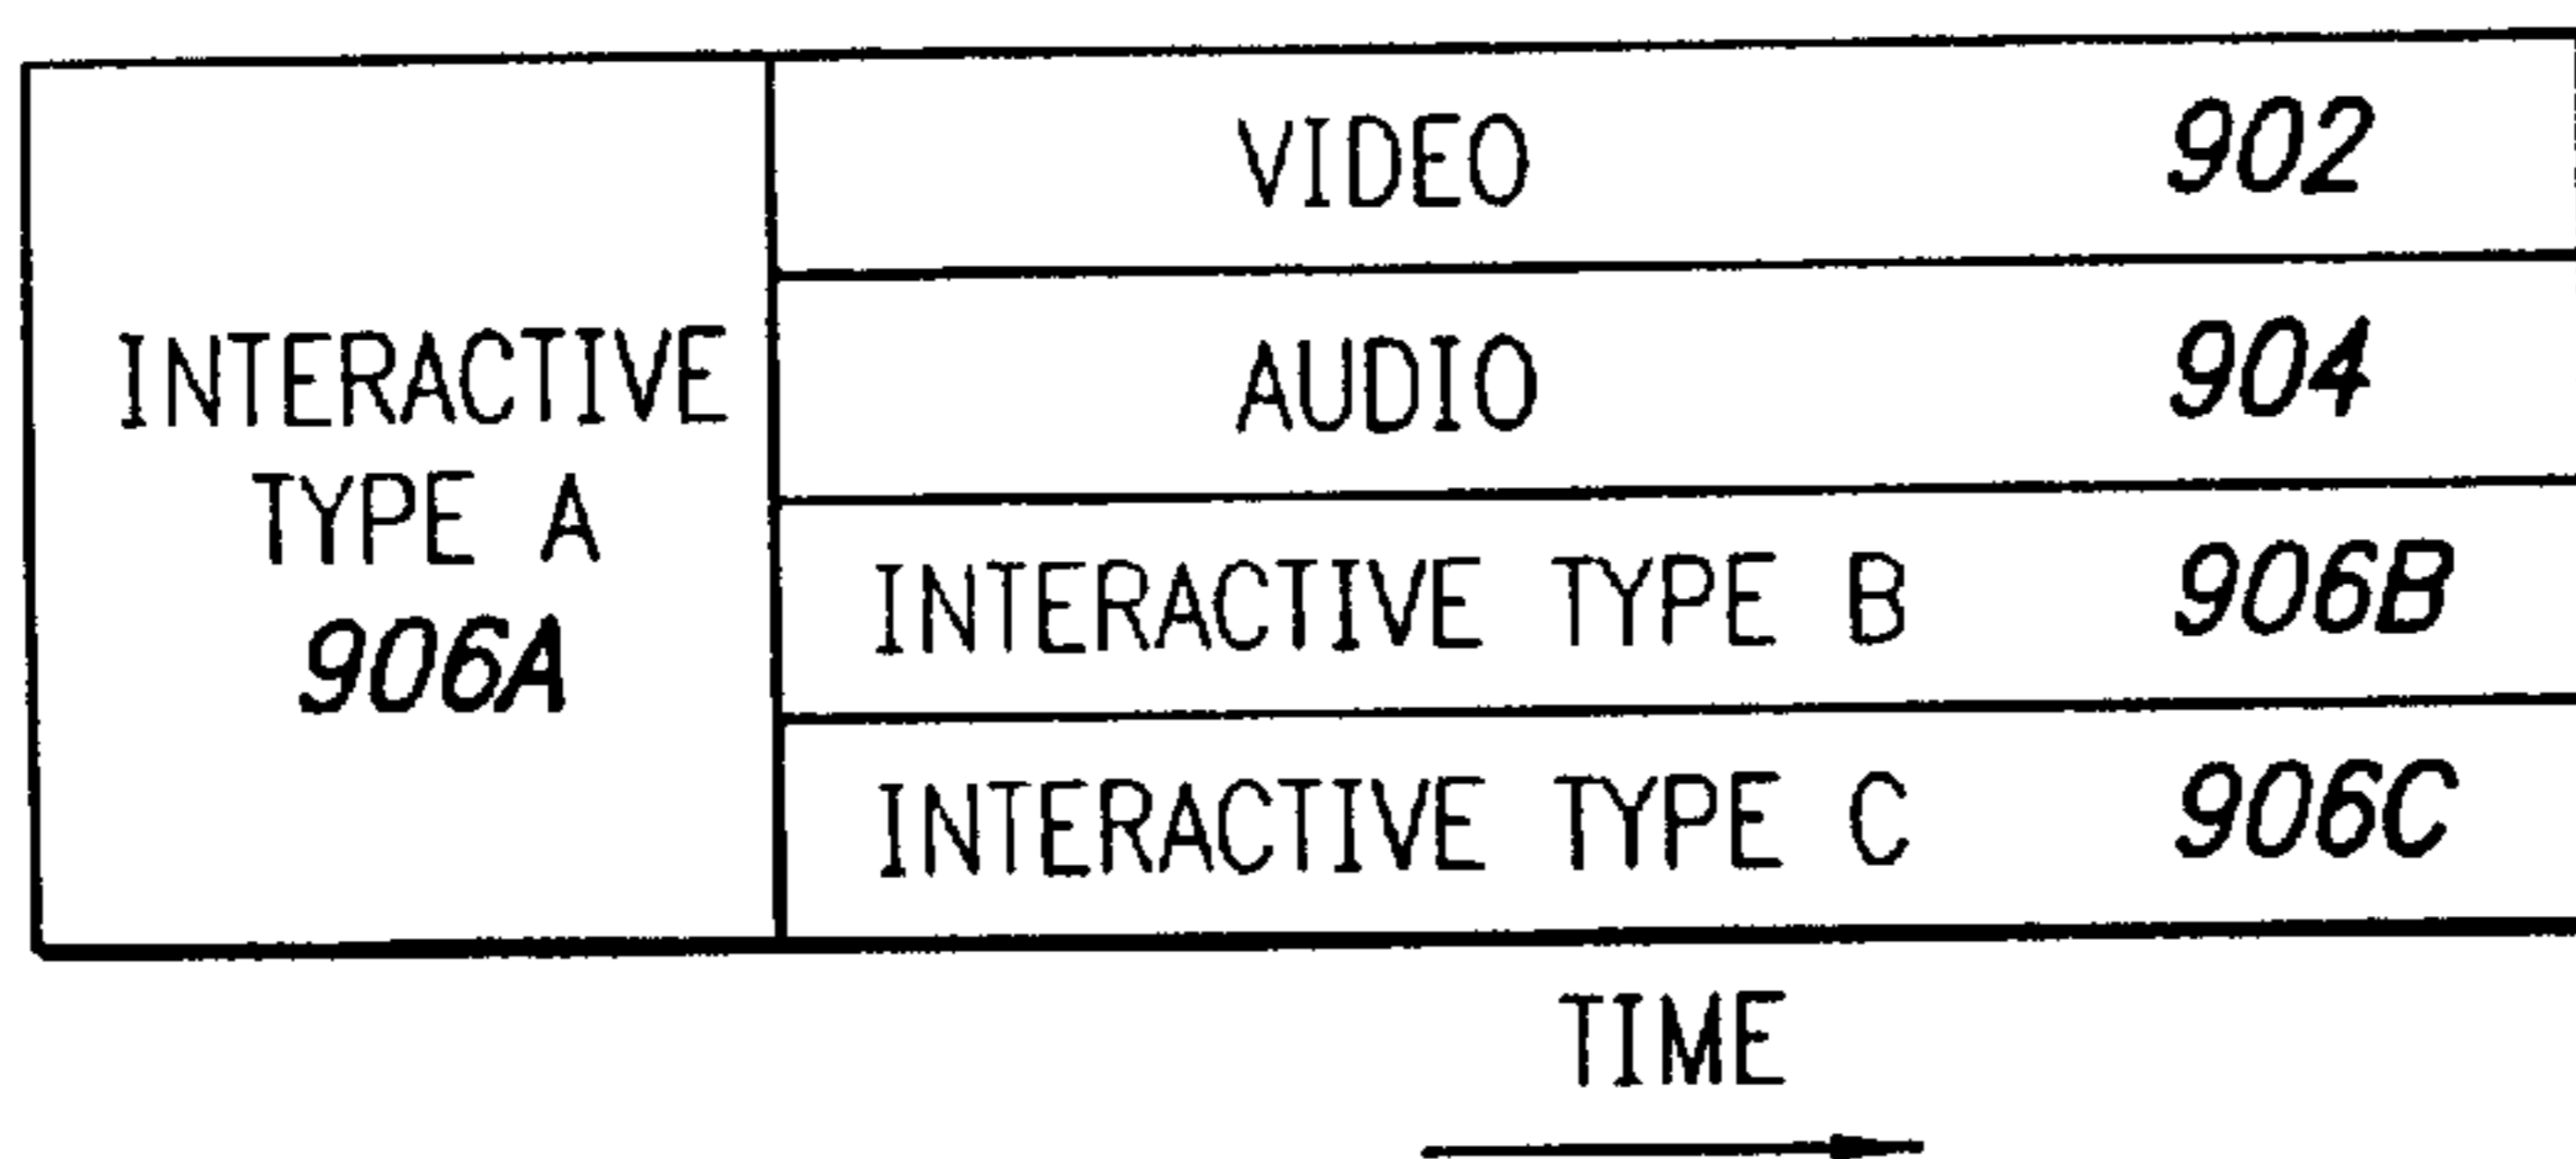 INTERACTIVE
TYPE A
906A
VIDEO 902
AUDIO 904
INTERACTIVE TYPE B 906B
INTERACTIVE TYPE C 906C
TIME